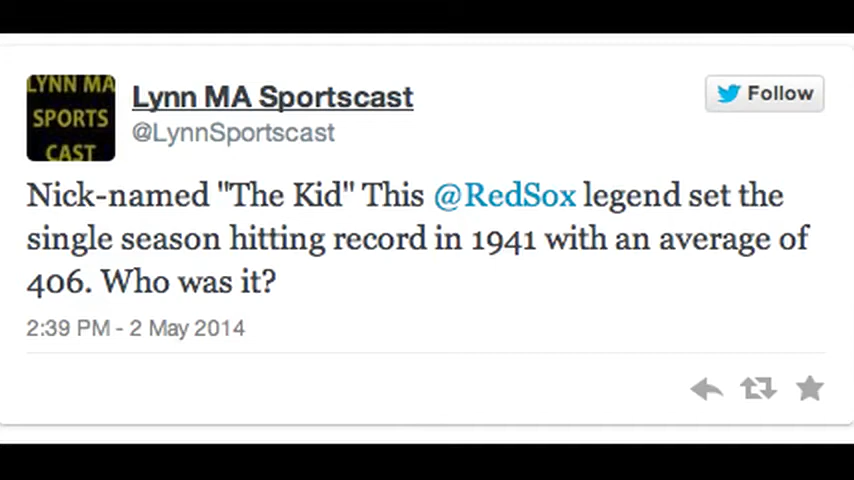 LYNN MA
SPORTS
CAST
Lynn MA Sportscast
@LynnSportscast
Follow
Nick-named "The Kid" This @RedSox legend set the
single season hitting record in 1941 with an average of
406. Who was it?
2:39 PM - 2 May 2014